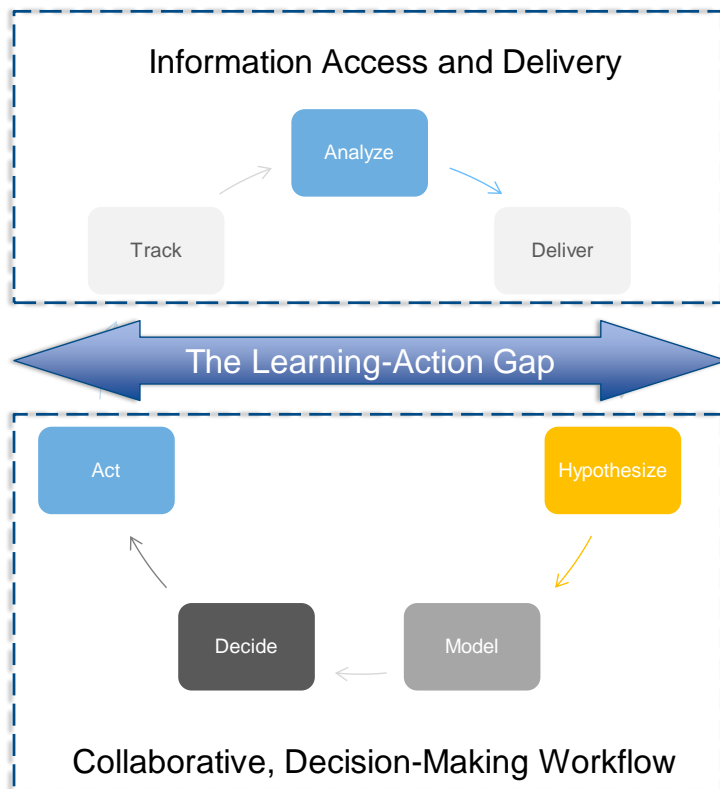 Information Access and Delivery
Analyze
Track
Deliver
The Learning-Action Gap
Act
Hypothesize
Decide
Model
Collaborative, Decision-Making Workflow